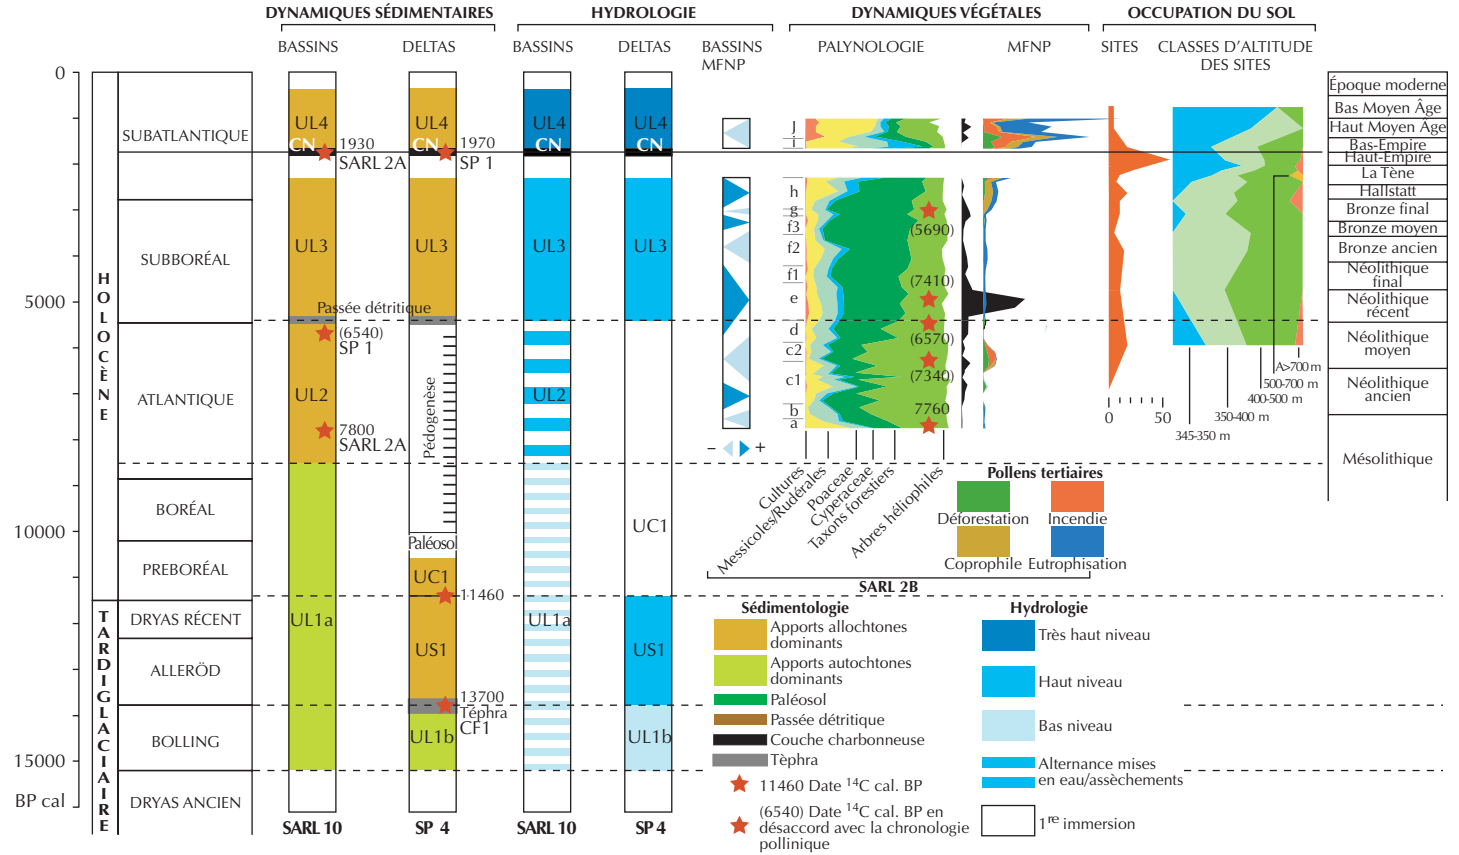 DYNAMIQUES SÉDIMENTAIRES
HYDROLOGIE
DYNAMIQUES VÉGÉTALES
OCCUPATION DU SOL
BASSINS
DELTAS
BASSINS
DELTAS
BASSINS
MFNP
PALYNOLOGIE
MFNP
SITES
CLASSES D'ALTITUDE
DES SITES
0
5000
10000
15000
BP cal
HOLOCÈNE
TARDIGLACIAIRE
SUBATLANTIQUE
SUBBORÉAL
ATLANTIQUE
BORÉAL
PREBORÉAL
DRYAS RÉCENT
ALLERÖD
BOLLING
DRYAS ANCIEN
UL4
CN
1930
SARL 2A
UL3
Passée détritique
(6540)
SP 1
UL2
7800
SARL 2A
UL1a
SARL 10
UL4
CN
1970
SP 1
UL3
Pédogenèse
Paléosol
UC1
11460
US1
13700
Téphra
CF1
UL1b
SP 4
UL4
CN
UL3
UL2
UL1a
SARL 10
UL4
CN
UL3
UC1
US1
UL1b
SP 4
– +
j
i
h
g
f3
f2
f1
e
d
c2
c1
b
a
(5690)
(7410)
(6570)
(7340)
7760
Cultures
Messicoles/Rudérales
Poaceae
Cyperaceae
Taxons forestiers
Arbres héliophiles
SARL 2B
Pollens tertiaires
Déforestation
Incendie
Coprophile
Eutrophisation
0 50
A>700 m
500-700 m
400-500 m
350-400 m
345-350 m
Époque moderne
Bas Moyen Âge
Haut Moyen Âge
Bas-Empire
Haut-Empire
La Tène
Hallstatt
Bronze final
Bronze moyen
Bronze ancien
Néolithique
final
Néolithique
récent
Néolithique
moyen
Néolithique
ancien
Mésolithique
Sédimentologie
Apports allochtones
dominants
Apports autochtones
dominants
Paléosol
Passée détritique
Couche charbonneuse
Tèphra
11460 Date 14C cal. BP
(6540) Date 14C cal. BP en
désaccord avec la chronologie
pollinique
Hydrologie
Très haut niveau
Haut niveau
Bas niveau
Alternance mises
en eau/assèchements
1re immersion